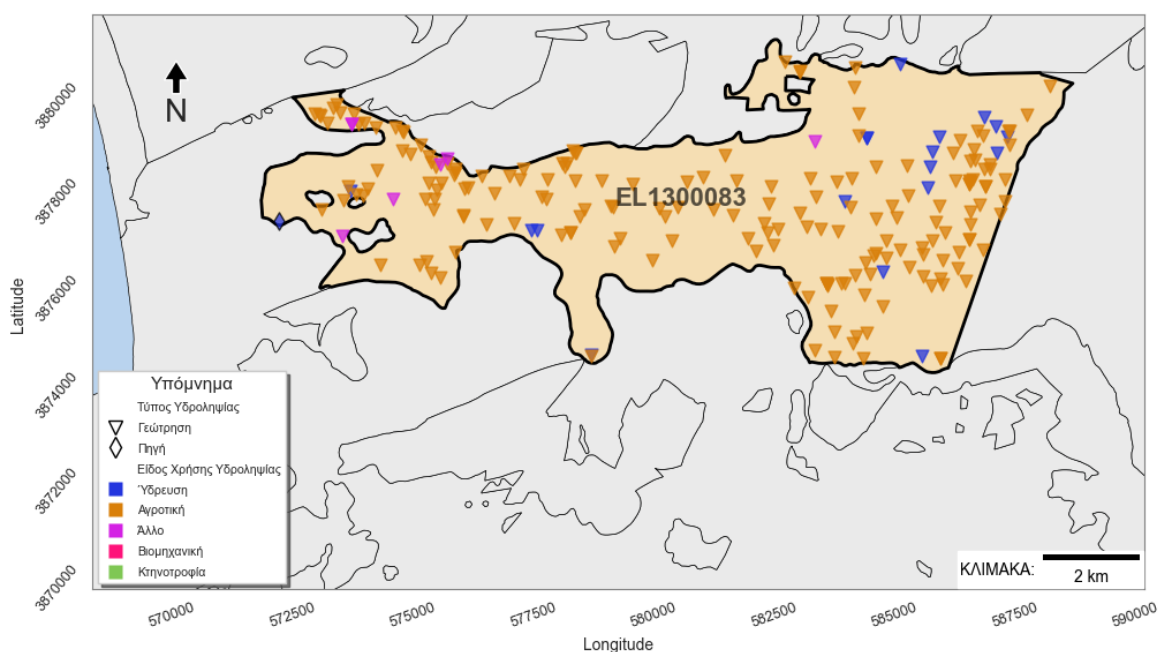 N
EL1300083
3880000
3878000
3876000
3874000
3872000
3870000
Latitude
Υπόμνημα
Τύπος Υδροληψίας
Γεώτρηση
Πηγή
Είδος Χρήσης Υδροληψίας
Ύδρευση
Αγροτική
Άλλο
Βιομηχανική
Κτηνοτροφία
ΚΛΙΜΑΚΑ:
2 km
570000 572500 575000 577500 580000 582500 585000 587500 590000
Longitude